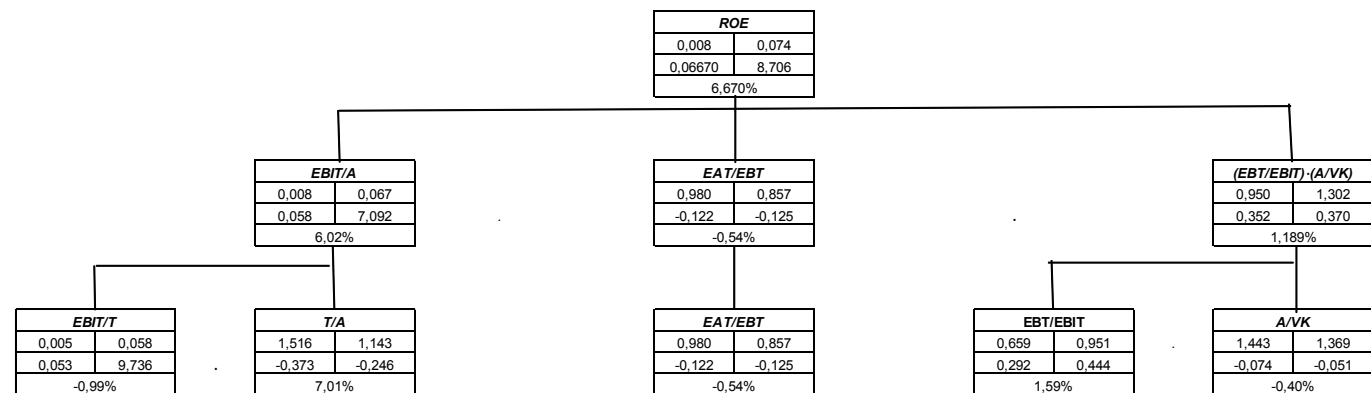 ROE
0,008 0,074
0,06670 8,706
6,670%
EBIT/A EAT/EBT (EBT/EBIT)·(A/VK)
0,008 0,067 0,980 0,857 0,950 1,302
0,058 7,092 -0,122 -0,125 0,352 0,370
6,02% -0,54% 1,189%
EBIT/T T/A EAT/EBT EBT/EBIT A/VK
0,005 0,058 1,516 1,143 0,980 0,857 0,659 0,951 1,443 1,369
0,053 9,736 -0,373 -0,246 -0,122 -0,125 0,292 0,444 -0,074 -0,051
-0,99% 7,01% -0,54% 1,59% -0,40%